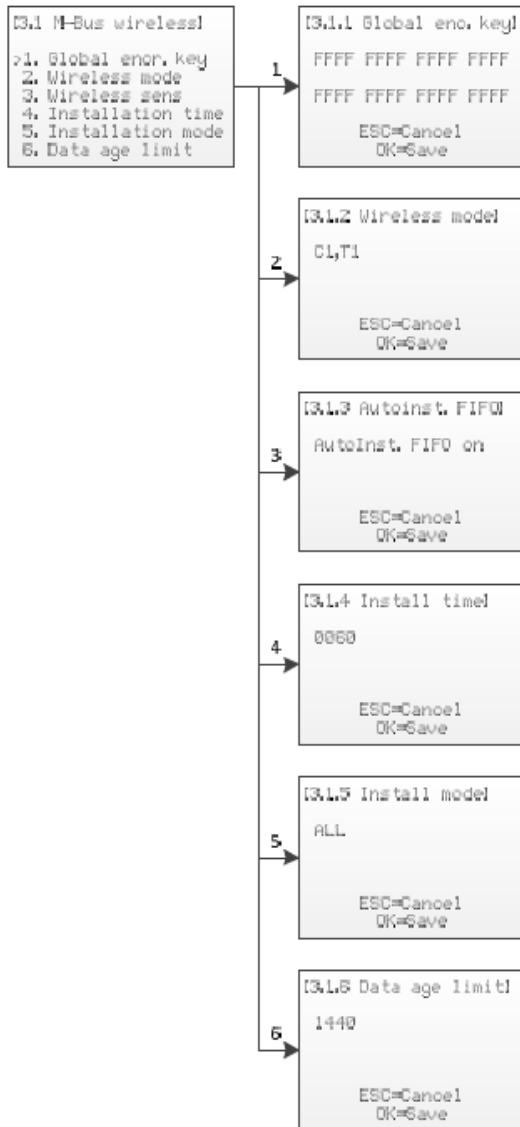 [3.1 M-Bus wireless]
>1. Global encr. key
2. Wireless mode
3. Wireless sens
4. Installation time
5. Installation mode
6. Data age limit
1
[3.1.1 Global enc. key]
FFFF FFFF FFFF FFFF
FFFF FFFF FFFF FFFF
ESC=Cancel
OK=Save
2
[3.1.2 Wireless mode]
C1,T1
ESC=Cancel
OK=Save
3
[3.1.3 Autoinst. FIFO]
AutoInst. FIFO on
ESC=Cancel
OK=Save
4
[3.1.4 Install time]
0060
ESC=Cancel
OK=Save
5
[3.1.5 Install mode]
ALL
ESC=Cancel
OK=Save
6
[3.1.6 Data age limit]
1440
ESC=Cancel
OK=Save